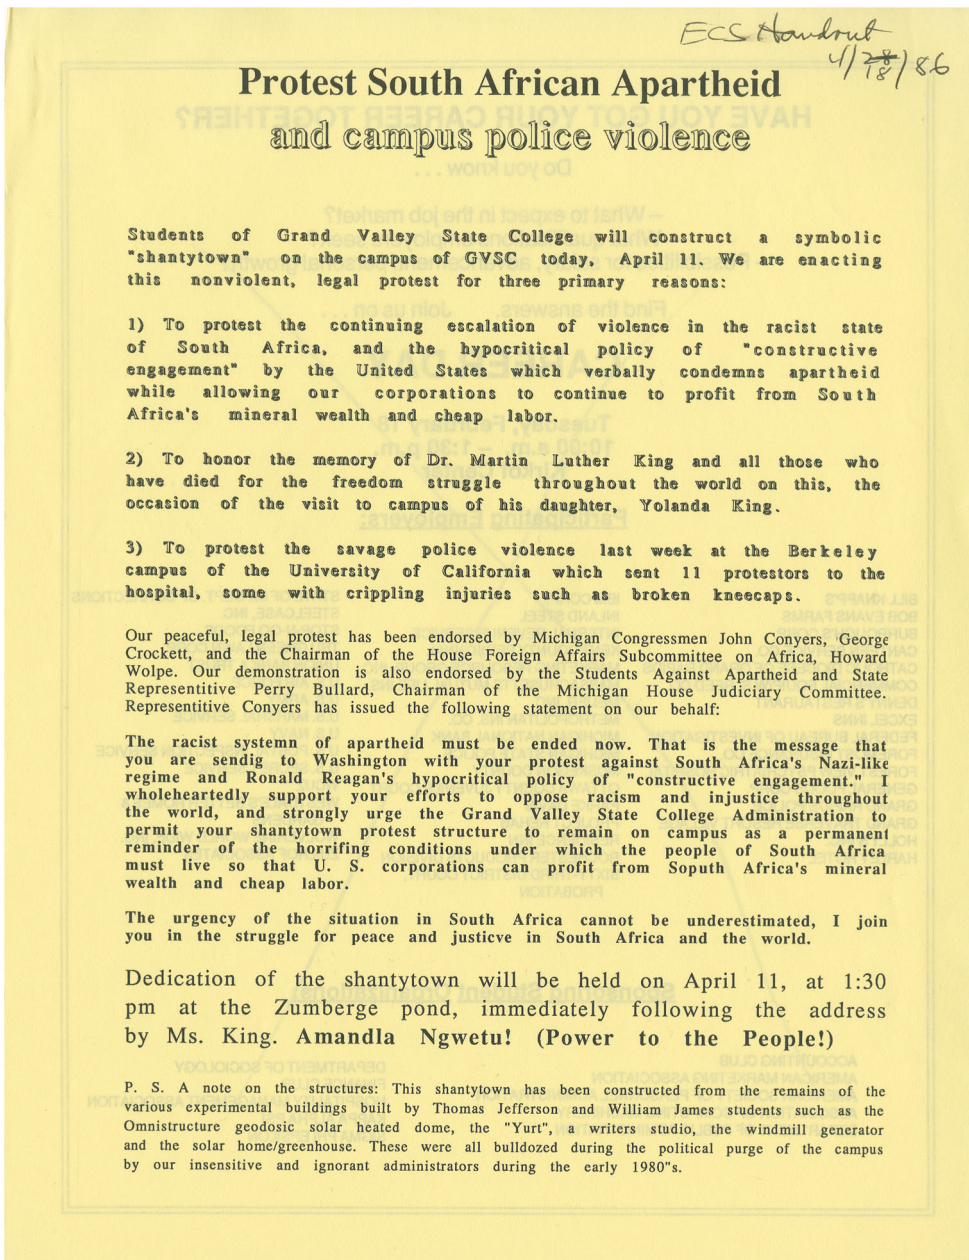 ECS Handout
4/28/86
18
Protest South African Apartheid
and campus police violence
Students of Grand Valley State College will construct a symbolic
"shantytown" on the campus of GVSC today, April 11. We are enacting
this nonviolent, legal protest for three primary reasons:
1) To protest the continuing escalation of violence in the racist state
of South Africa, and the hypocritical policy of "constructive
engagement" by the United States which verbally condemns apartheid
while allowing our corporations to continue to profit from South
Africa's mineral wealth and cheap labor.
2) To honor the memory of Dr. Martin Luther King and all those who
have died for the freedom struggle throughout the world on this, the
occasion of the visit to campus of his daughter, Yolanda King.
3) To protest the savage police violence last week at the Berkeley
campus of the University of California which sent 11 protestors to the
hospital, some with crippling injuries such as broken kneecaps.
Our peaceful, legal protest has been endorsed by Michigan Congressmen John Conyers, George
Crockett, and the Chairman of the House Foreign Affairs Subcommittee on Africa, Howard
Wolpe. Our demonstration is also endorsed by the Students Against Apartheid and State
Representitive Perry Bullard, Chairman of the Michigan House Judiciary Committee.
Representitive Conyers has issued the following statement on our behalf:
The racist systemn of apartheid must be ended now. That is the message that
you are sendig to Washington with your protest against South Africa's Nazi-like
regime and Ronald Reagan's hypocritical policy of "constructive engagement." I
wholeheartedly support your efforts to oppose racism and injustice throughout
the world, and strongly urge the Grand Valley State College Administration to
permit your shantytown protest structure to remain on campus as a permanent
reminder of the horrifing conditions under which the people of South Africa
must live so that U. S. corporations can profit from Soputh Africa's mineral
wealth and cheap labor.
The urgency of the situation in South Africa cannot be underestimated, I join
you in the struggle for peace and justicve in South Africa and the world.
Dedication of the shantytown will be held on April 11, at 1:30
pm at the Zumberge pond, immediately following the address
by Ms. King. Amandla Ngwetu! (Power to the People!)
P. S. A note on the structures: This shantytown has been constructed from the remains of the
various experimental buildings built by Thomas Jefferson and William James students such as the
Omnistructure geodosic solar heated dome, the "Yurt", a writers studio, the windmill generator
and the solar home/greenhouse. These were all bulldozed during the political purge of the campus
by our insensitive and ignorant administrators during the early 1980"s.